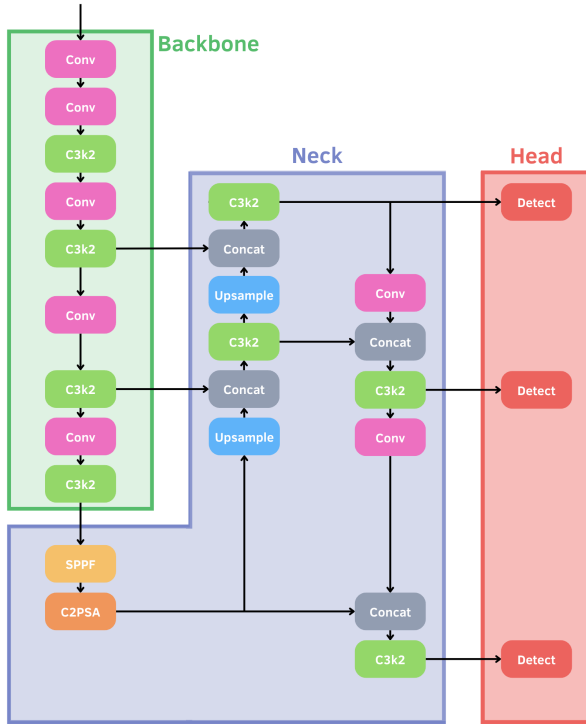 Backbone
Conv
Conv
C3k2
Conv
C3k2
Conv
C3k2
Conv
C3k2
SPPF
C2PSA
Neck
C3k2
Concat
Upsample
C3k2
Concat
Upsample
Conv
Concat
C3k2
Conv
Concat
C3k2
Head
Detect
Detect
Detect